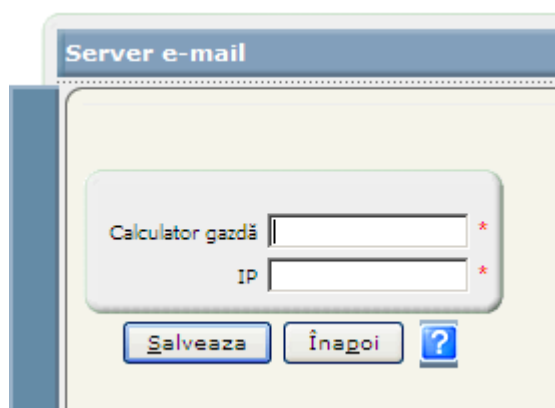 Server e-mail
Calculator gazdă *
IP *
Salveaza Înapoi ?